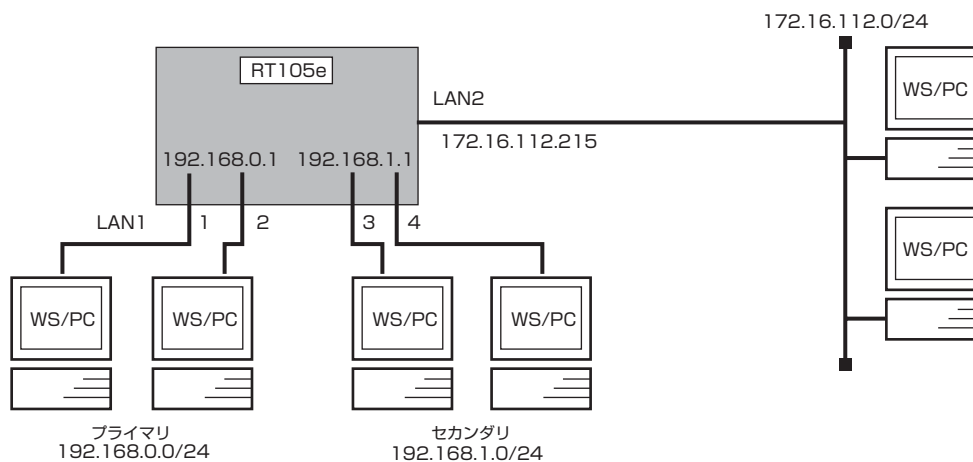 172.16.112.0/24
RT105e
WS/PC
LAN2
172.16.112.215
192.168.0.1 192.168.1.1
WS/PC
LAN1 1 2 3 4
WS/PC WS/PC WS/PC WS/PC
プライマリ
192.168.0.0/24
セカンダリ
192.168.1.0/24